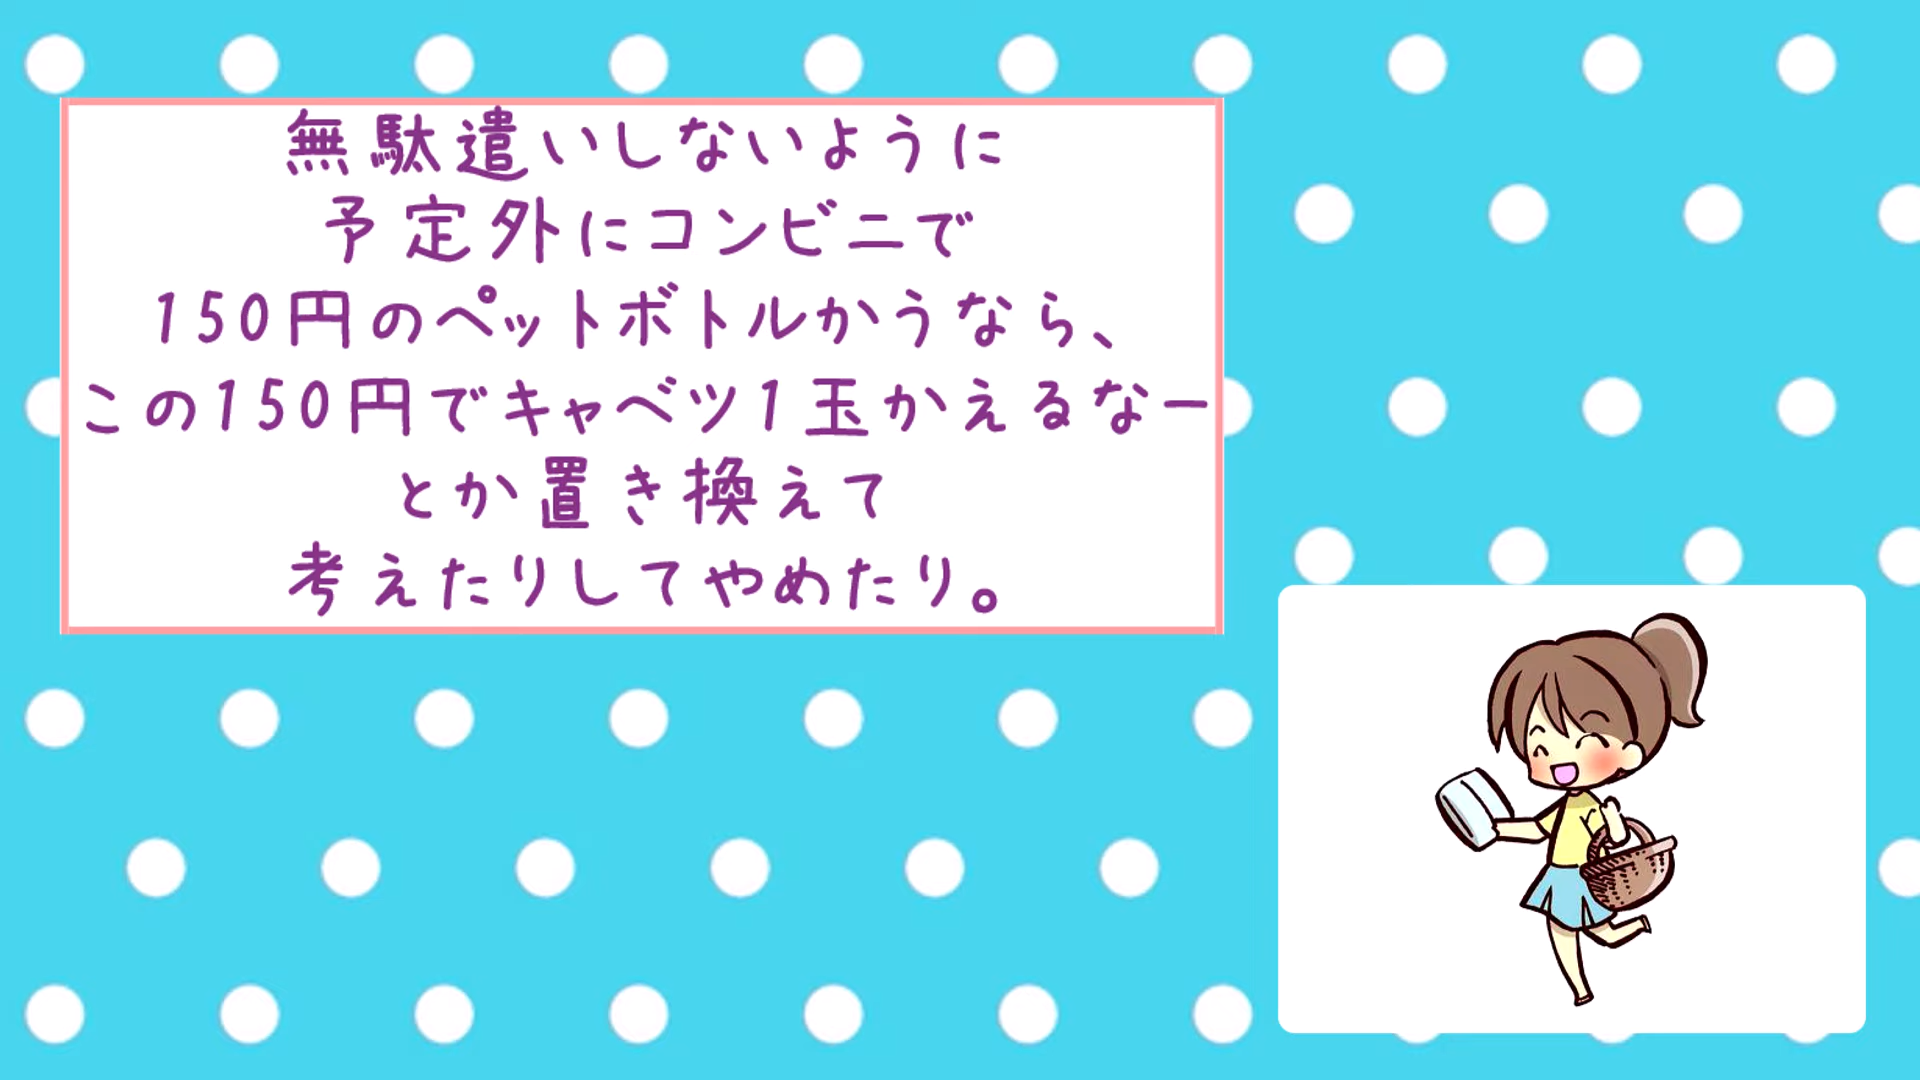 無駄遣いしないように
予定外にコンビニで
150円のペットボトルかうなら、
この150円でキャベツ1玉かえるなー
とか置き換えて
考えたりしてやめたり。